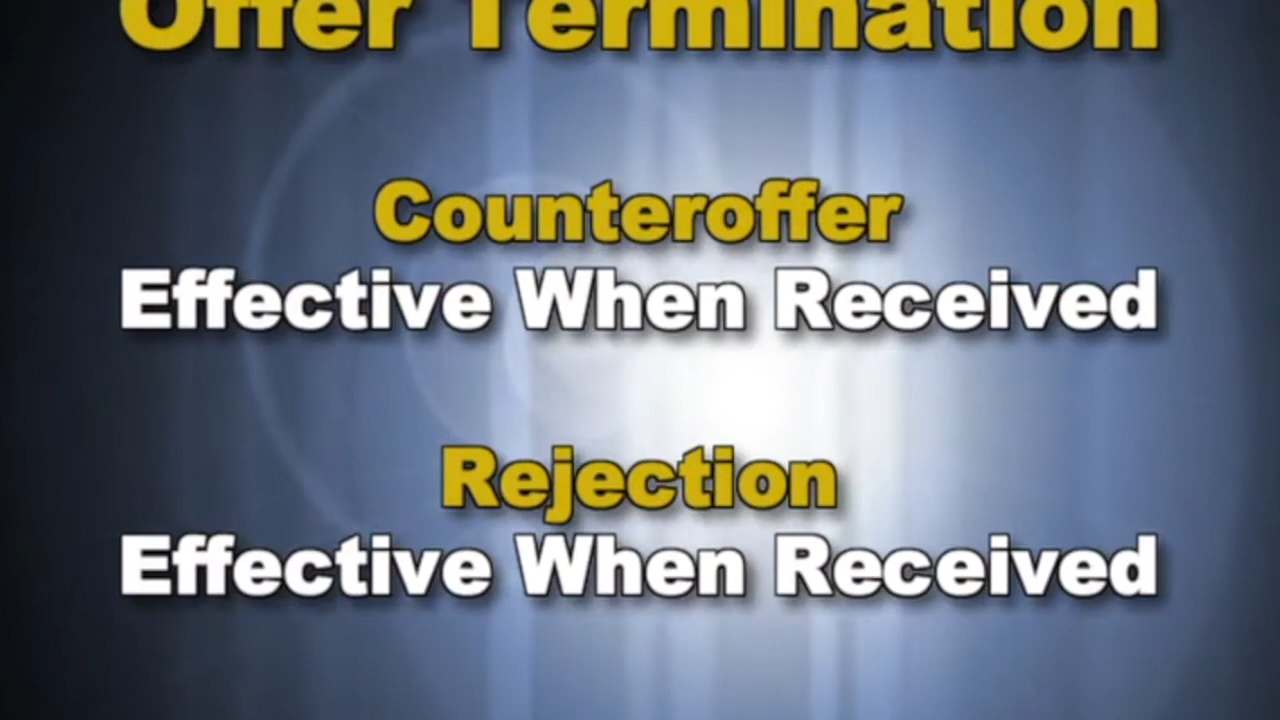 Offer Termination
Counteroffer
Effective When Received
Rejection
Effective When Received